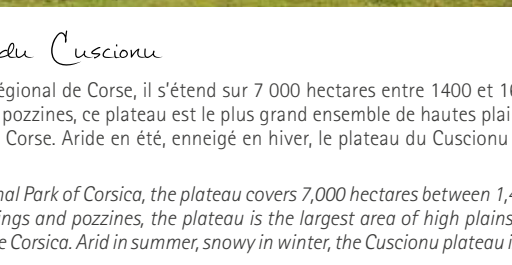 du Cuscionu
égional de Corse, il s'étend sur 7 000 hectares entre 1400 et 16
pozzines, ce plateau est le plus grand ensemble de hautes plai
Corse. Aride en été, enneigé en hiver, le plateau du Cuscionu
nal Park of Corsica, the plateau covers 7,000 hectares between 1,4
ings and pozzines, the plateau is the largest area of high plains
e Corsica. Arid in summer, snowy in winter, the Cuscionu plateau i